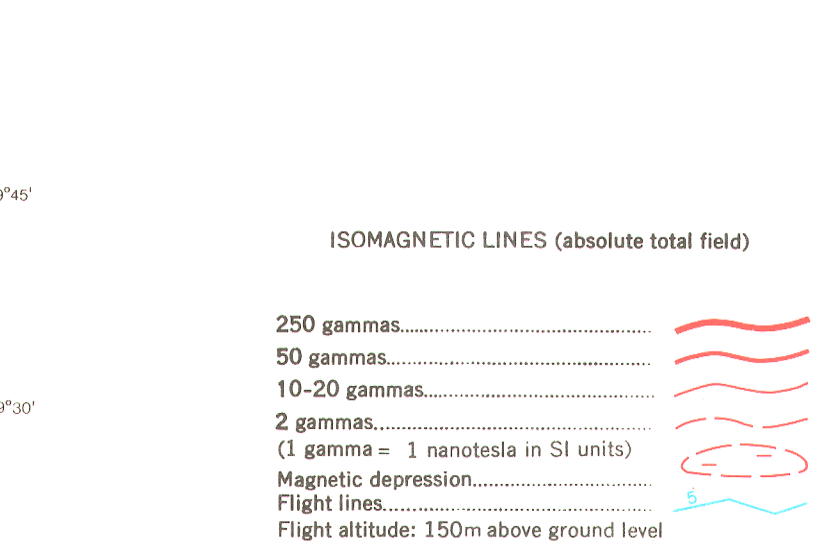 9°45'
ISOMAGNETIC LINES (absolute total field)
250 gammas
50 gammas
9°30'
10-20 gammas
2 gammas
(1 gamma = 1 nanotesla in SI units)
Magnetic depression
Flight lines
5
Flight altitude: 150m above ground level